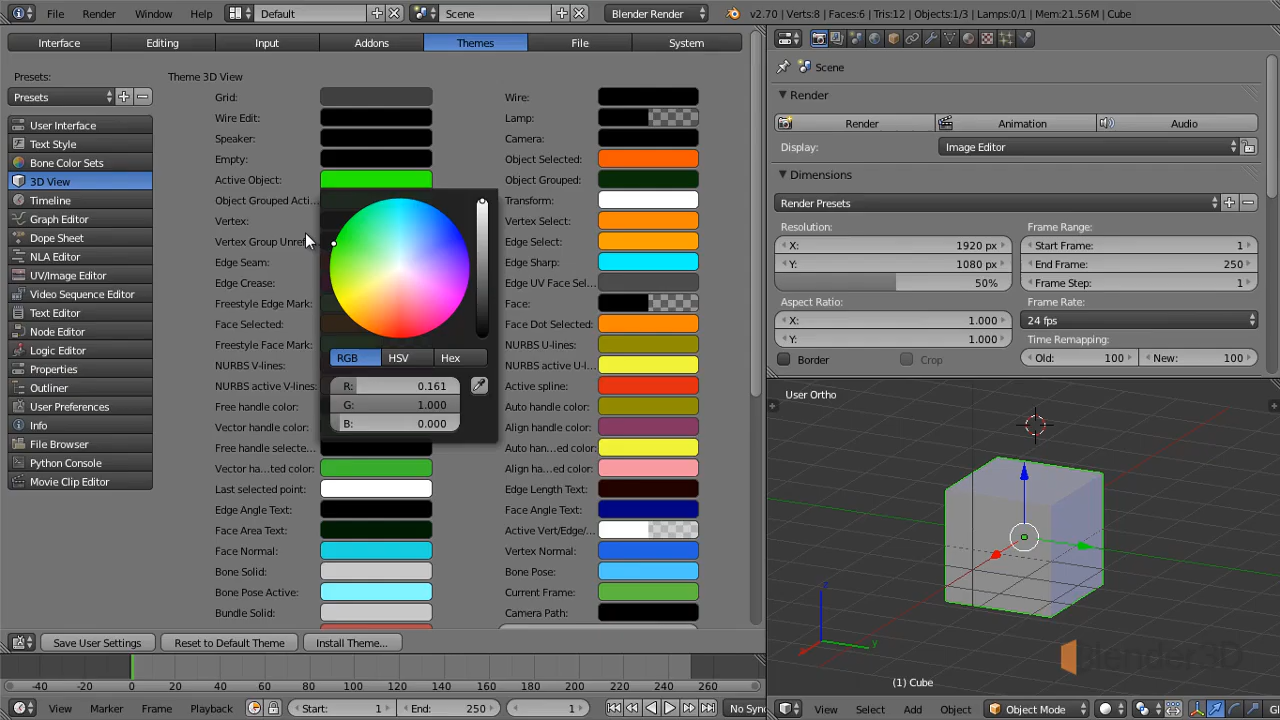 File Render Window Help Default Scene Blender Render v2.70 | Verts:8 | Faces:6 | Tris:12 | Objects:1/3 | Lamps:0/1 | Mem:21.56M | Cube
Interface Editing Input Addons Themes File System
Presets:
Presets
User Interface
Text Style
Bone Color Sets
3D View
Timeline
Graph Editor
Dope Sheet
NLA Editor
UV/Image Editor
Video Sequence Editor
Text Editor
Node Editor
Logic Editor
Properties
Outliner
User Preferences
Info
File Browser
Python Console
Movie Clip Editor
Theme 3D View
Grid:
Wire Edit:
Speaker:
Empty:
Active Object:
Object Grouped Acti...
Vertex:
Vertex Group Unre
Edge Seam:
Edge Crease:
Freestyle Edge Mark:
Face Selected:
Freestyle Face Mark:
NURBS V-lines:
NURBS active V-lines:
Free handle color:
Vector handle color:
Free handle selecte...
Vector ha...ted color:
Last selected point:
Edge Angle Text:
Face Area Text:
Face Normal:
Bone Solid:
Bone Pose Active:
Bundle Solid:
RGB HSV Hex
R: 0.161
G: 1.000
B: 0.000
Wire:
Lamp:
Camera:
Object Selected:
Object Grouped:
Transform:
Vertex Select:
Edge Select:
Edge Sharp:
Edge UV Face Sel...
Face:
Face Dot Selected:
NURBS U-lines:
NURBS active U-l...
Active spline:
Auto handle color:
Align handle color:
Auto han...ed color:
Align ha...ted color:
Edge Length Text:
Face Angle Text:
Active Vert/Edge/...
Vertex Normal:
Bone Pose:
Current Frame:
Camera Path:
Save User Settings Reset to Default Theme Install Theme...
-40 -20 0 20 40 60 80 100 120 140 160 180 200 220 240 260
View Marker Frame Playback Start: 1 End: 250 1 No Sync
Scene
Render
Render Animation Audio
Display: Image Editor
Dimensions
Render Presets
Resolution: Frame Range:
X: 1920 px Start Frame: 1
Y: 1080 px End Frame: 250
50% Frame Step: 1
Aspect Ratio: Frame Rate:
X: 1.000 24 fps
Y: 1.000 Time Remapping:
Border Crop Old: 100 New: 100
User Ortho
z
y
Blender3D
(1) Cube
View Select Add Object Object Mode Gl